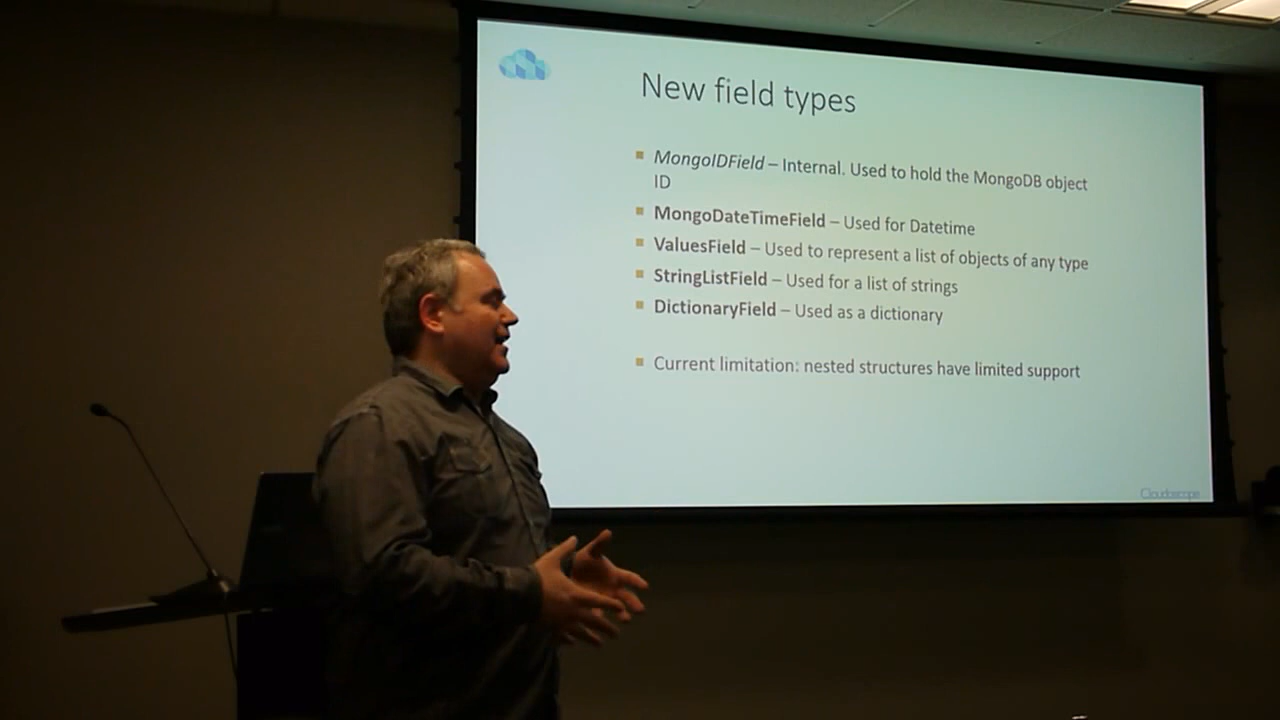 New field types
MongoIDField – Internal. Used to hold the MongoDB object
ID
MongoDateTimeField – Used for Datetime
ValuesField – Used to represent a list of objects of any type
StringListField – Used for a list of strings
DictionaryField – Used as a dictionary
Current limitation: nested structures have limited support
Cloudoscope